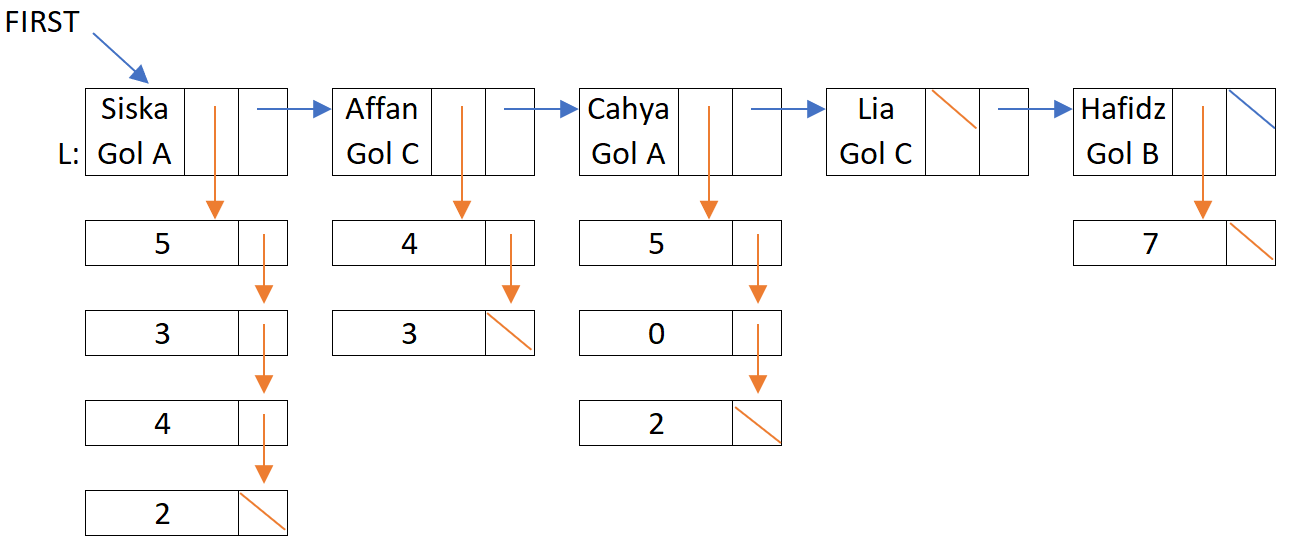 FIRST
Siska Affan Cahya Lia Hafidz
L: Gol A Gol C Gol A Gol C Gol B
5 4 5 7
3 3 0
4 2
2